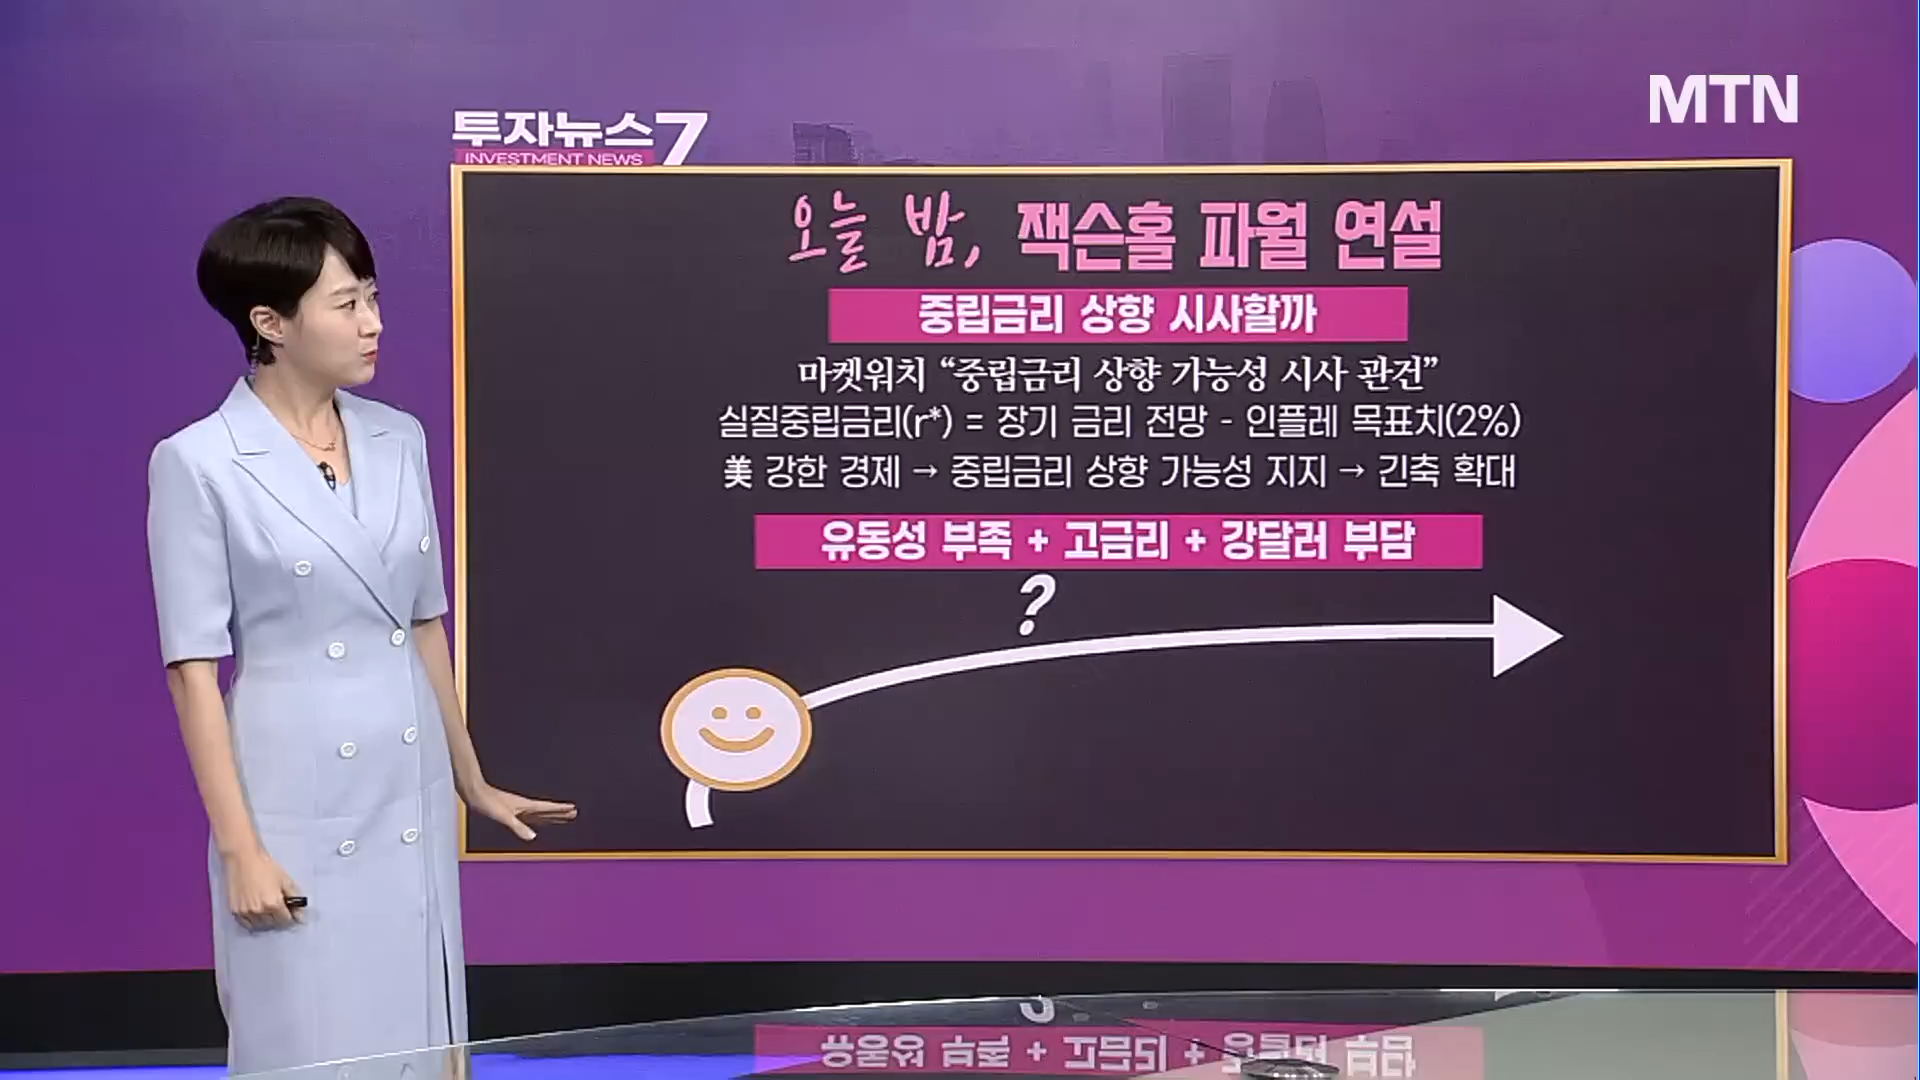 MTN
투자뉴스7
INVESTMENT NEWS
오늘 밤, 잭슨홀 파월 연설
중립금리 상향 시사할까
마켓워치 “중립금리 상향 가능성 시사 관건”
실질중립금리(r*) = 장기 금리 전망 - 인플레 목표치(2%)
美 강한 경제 → 중립금리 상향 가능성 지지 → 긴축 확대
유동성 부족 + 고금리 + 강달러 부담
?